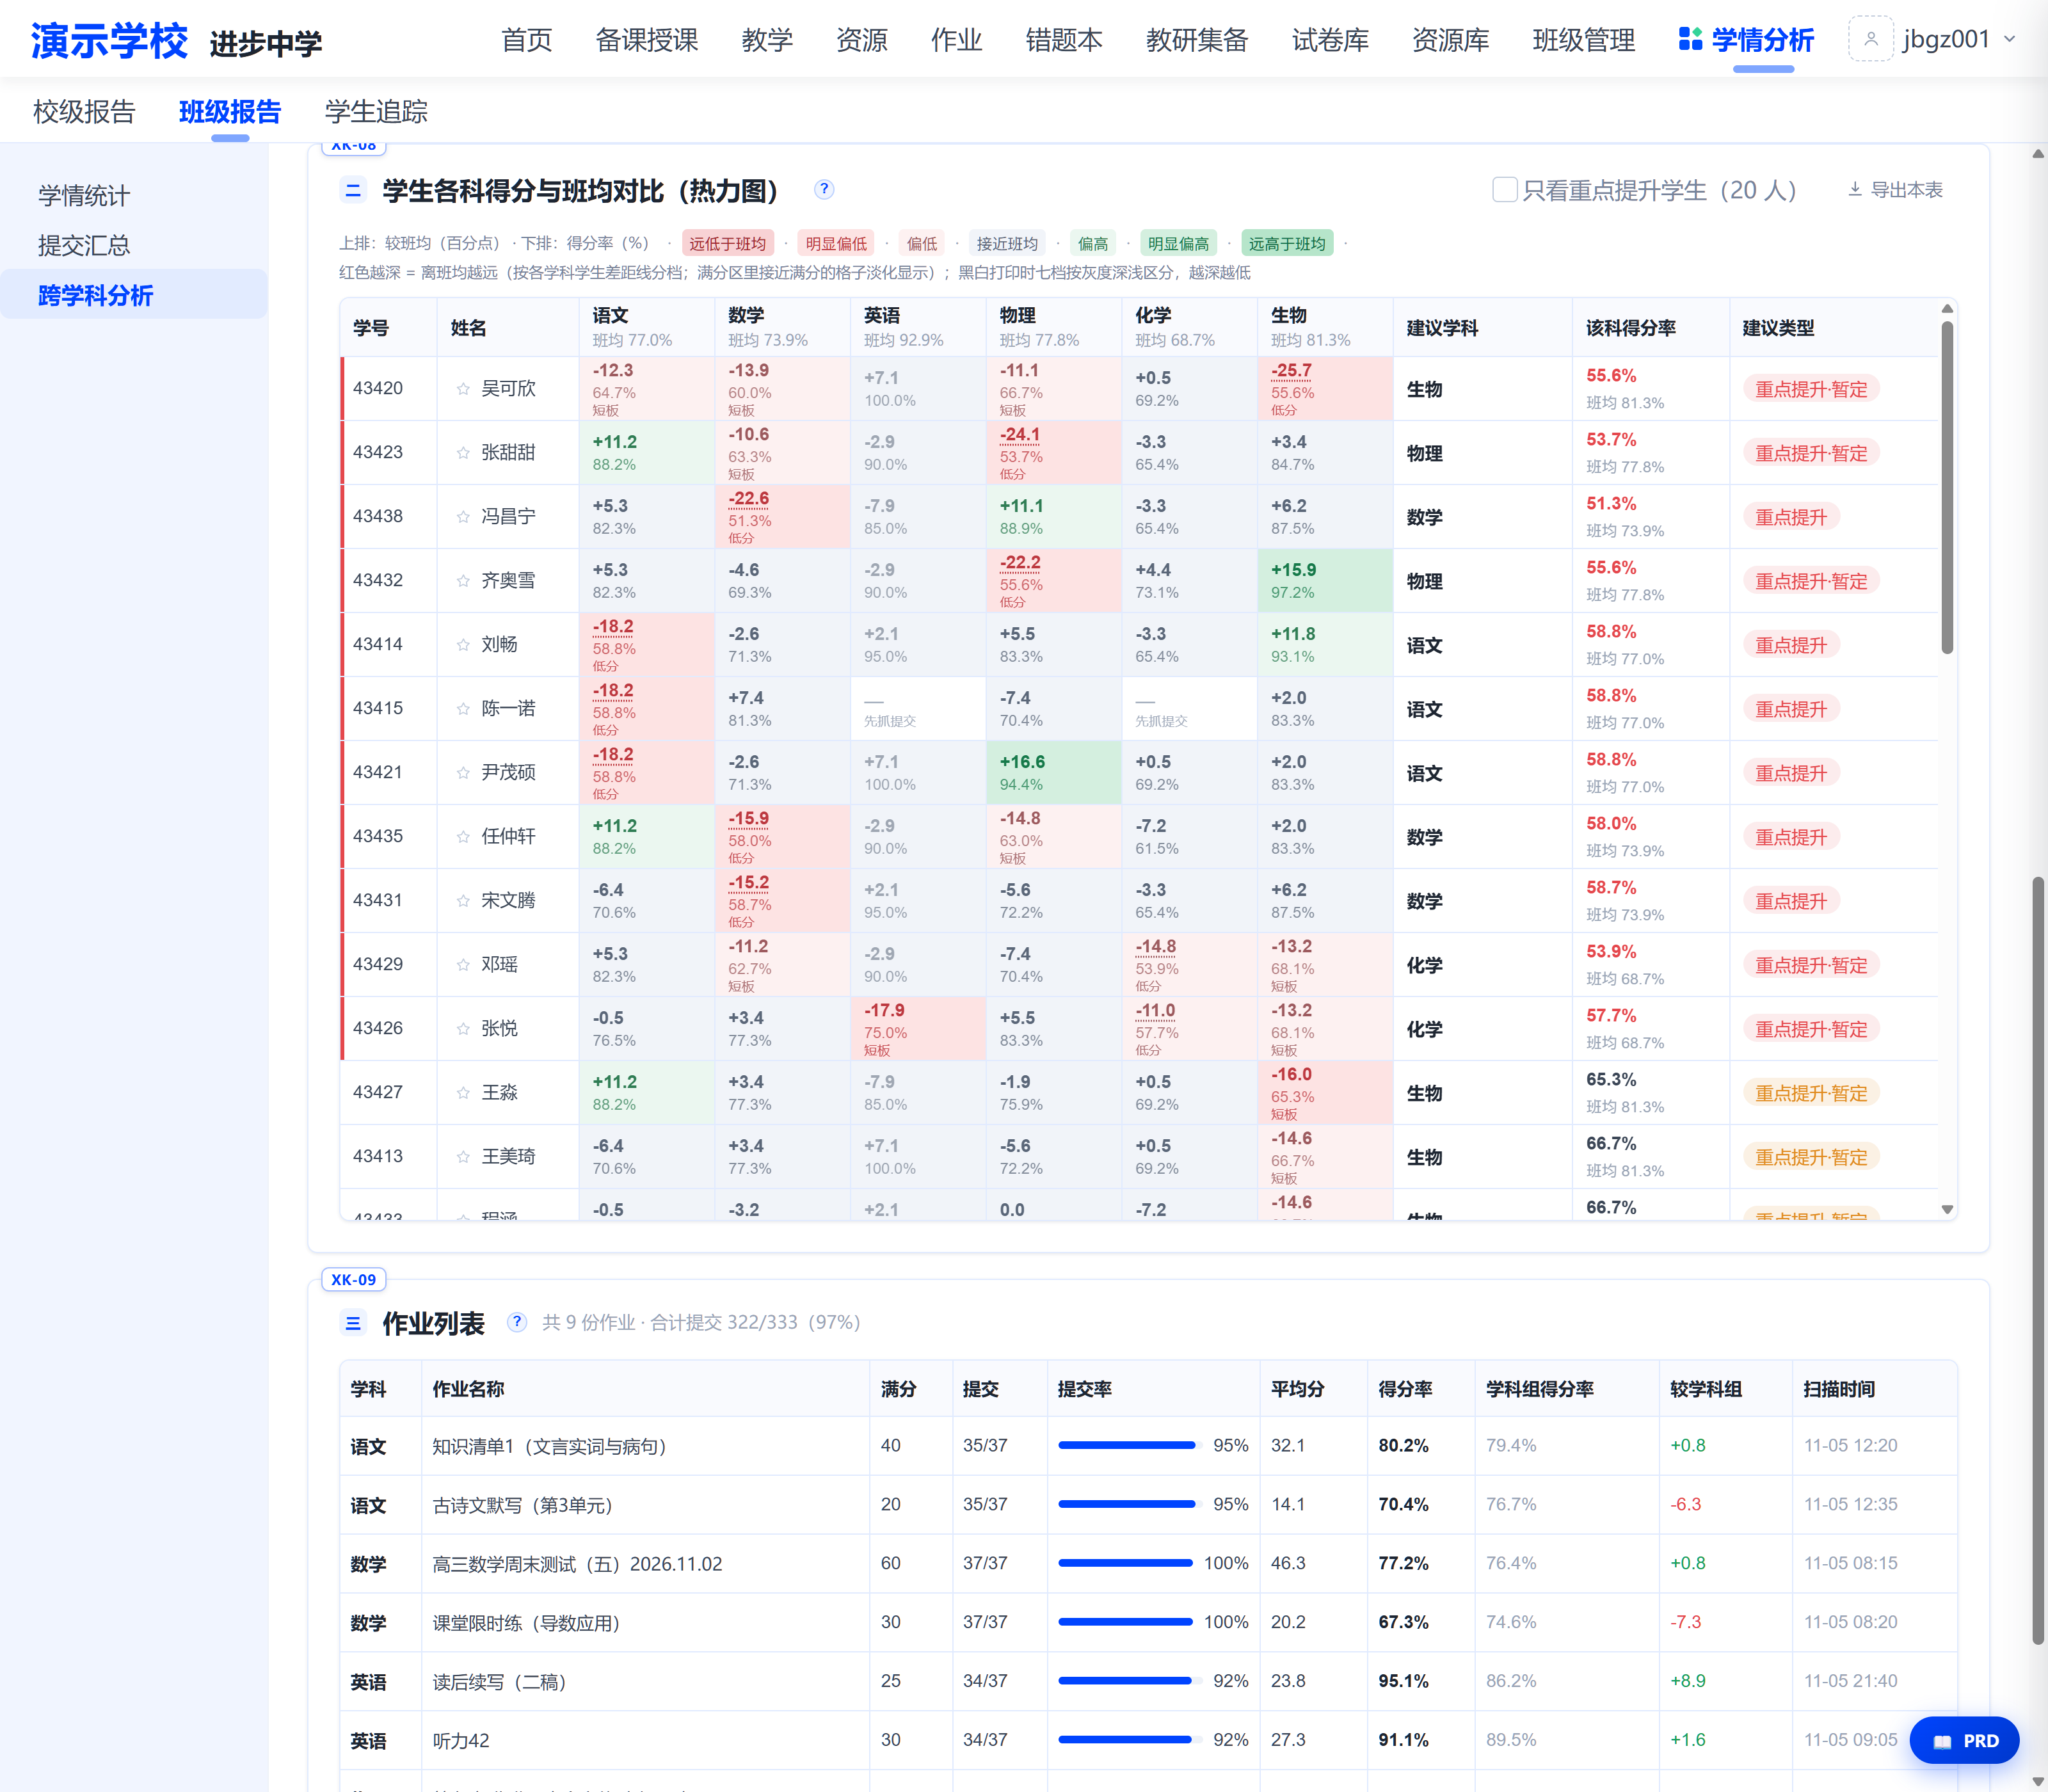 演示学校 进步中学 首页 备课授课 教学 资源 作业 错题本 教研集备 试卷库 资源库 班级管理 学情分析 jbgz001
校级报告 班级报告 学生追踪
学情统计
提交汇总
跨学科分析
XK-08
二 学生各科得分与班均对比（热力图） ? 只看重点提升学生（20 人） 导出本表
上排：较班均（百分点） · 下排：得分率（%） · 远低于班均 · 明显偏低 · 偏低 · 接近班均 · 偏高 · 明显偏高 · 远高于班均 ·
红色越深 = 离班均越远（按各学科学生差距线分档；满分区里接近满分的格子淡化显示）；黑白打印时七档按灰度深浅区分，越深越低
学号 姓名 语文 数学 英语 物理 化学 生物 建议学科 该科得分率 建议类型
班均 77.0% 班均 73.9% 班均 92.9% 班均 77.8% 班均 68.7% 班均 81.3%
43420 吴可欣 -12.3 -13.9 +7.1 -11.1 +0.5 -25.7 生物 55.6% 重点提升·暂定
64.7% 60.0% 100.0% 66.7% 69.2% 55.6% 班均 81.3%
短板 短板 短板 低分
43423 张甜甜 +11.2 -10.6 -2.9 -24.1 -3.3 +3.4 物理 53.7% 重点提升·暂定
88.2% 63.3% 90.0% 53.7% 65.4% 84.7% 班均 77.8%
短板 低分
43438 冯昌宁 +5.3 -22.6 -7.9 +11.1 -3.3 +6.2 数学 51.3% 重点提升
82.3% 51.3% 85.0% 88.9% 65.4% 87.5% 班均 73.9%
低分
43432 齐奥雪 +5.3 -4.6 -2.9 -22.2 +4.4 +15.9 物理 55.6% 重点提升·暂定
82.3% 69.3% 90.0% 55.6% 73.1% 97.2% 班均 77.8%
低分
43414 刘畅 -18.2 -2.6 +2.1 +5.5 -3.3 +11.8 语文 58.8% 重点提升
58.8% 71.3% 95.0% 83.3% 65.4% 93.1% 班均 77.0%
低分
43415 陈一诺 -18.2 +7.4 — -7.4 — +2.0 语文 58.8% 重点提升
58.8% 81.3% 先抓提交 70.4% 先抓提交 83.3% 班均 77.0%
低分
43421 尹茂硕 -18.2 -2.6 +7.1 +16.6 +0.5 +2.0 语文 58.8% 重点提升
58.8% 71.3% 100.0% 94.4% 69.2% 83.3% 班均 77.0%
低分
43435 任仲轩 +11.2 -15.9 -2.9 -14.8 -7.2 +2.0 数学 58.0% 重点提升
88.2% 58.0% 90.0% 63.0% 61.5% 83.3% 班均 73.9%
低分 短板
43431 宋文腾 -6.4 -15.2 +2.1 -5.6 -3.3 +6.2 数学 58.7% 重点提升
70.6% 58.7% 95.0% 72.2% 65.4% 87.5% 班均 73.9%
低分
43429 邓瑶 +5.3 -11.2 -2.9 -7.4 -14.8 -13.2 化学 53.9% 重点提升·暂定
82.3% 62.7% 90.0% 70.4% 53.9% 68.1% 班均 68.7%
短板 低分 短板
43426 张悦 -0.5 +3.4 -17.9 +5.5 -11.0 -13.2 化学 57.7% 重点提升·暂定
76.5% 77.3% 75.0% 83.3% 57.7% 68.1% 班均 68.7%
短板 低分 短板
43427 王淼 +11.2 +3.4 -7.9 -1.9 +0.5 -16.0 生物 65.3% 重点提升·暂定
88.2% 77.3% 85.0% 75.9% 69.2% 65.3% 班均 81.3%
短板
43413 王美琦 -6.4 +3.4 +7.1 -5.6 +0.5 -14.6 生物 66.7% 重点提升·暂定
70.6% 77.3% 100.0% 72.2% 69.2% 66.7% 班均 81.3%
短板
-0.5 -3.2 +2.1 0.0 -7.2 -14.6 生物 66.7% 重点提升·暂定
XK-09
三 作业列表 ? 共 9 份作业 · 合计提交 322/333（97%）
学科 作业名称 满分 提交 提交率 平均分 得分率 学科组得分率 较学科组 扫描时间
语文 知识清单1（文言实词与病句） 40 35/37 95% 32.1 80.2% 79.4% +0.8 11-05 12:20
语文 古诗文默写（第3单元） 20 35/37 95% 14.1 70.4% 76.7% -6.3 11-05 12:35
数学 高三数学周末测试（五）2026.11.02 60 37/37 100% 46.3 77.2% 76.4% +0.8 11-05 08:15
数学 课堂限时练（导数应用） 30 37/37 100% 20.2 67.3% 74.6% -7.3 11-05 08:20
英语 读后续写（二稿） 25 34/37 92% 23.8 95.1% 86.2% +8.9 11-05 21:40
英语 听力42 30 34/37 92% 27.3 91.1% 89.5% +1.6 11-05 09:05
PRD